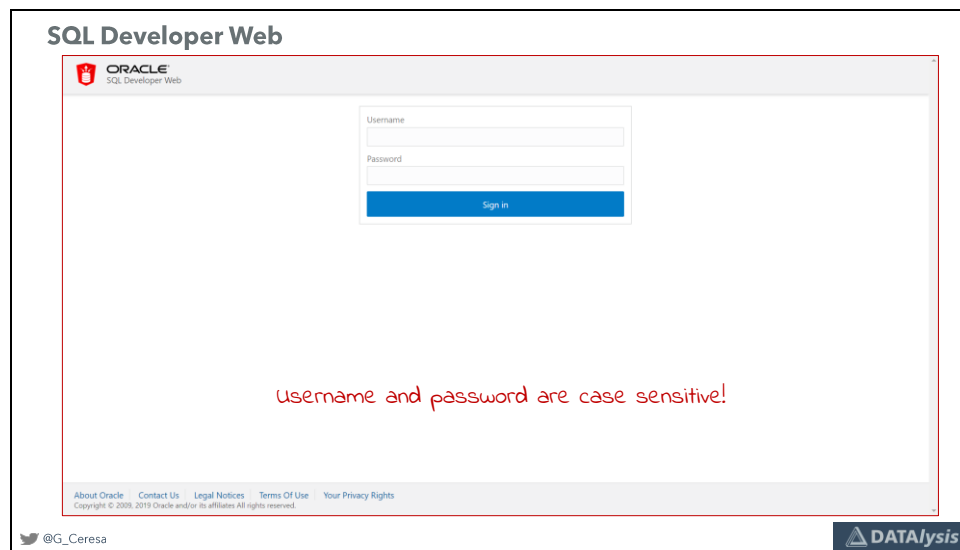 SQL Developer Web
ORACLE®
SQL Developer Web
Username
Password
Sign in
Username and password are case sensitive!
About Oracle Contact Us Legal Notices Terms Of Use Your Privacy Rights
Copyright © 2009, 2019 Oracle and/or its affiliates All rights reserved.
@G_Ceresa
DATAlysis